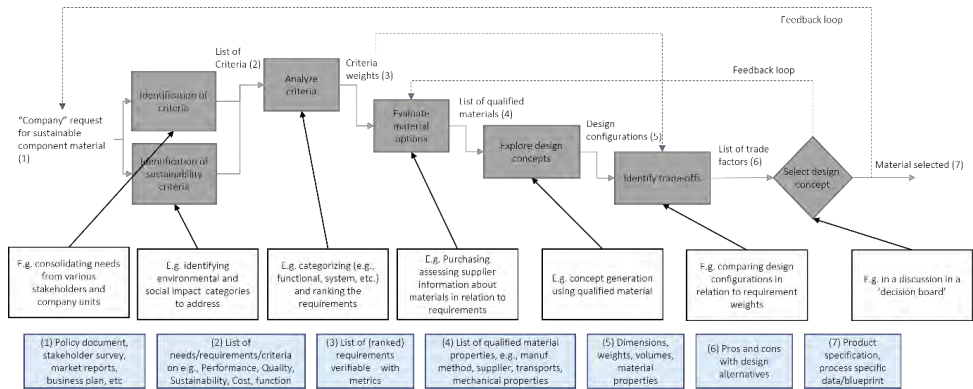 Feedback loop
List of
Criteria (2)
Analyze
criteria
Criteria
weights (3)
Feedback loop
Identification of
criteria
Evaluate
material
options
List of qualified
materials (4)
"Company" request
for sustainable
component material
(1)
Identification of
sustainability
criteria
Explore design
concepts
Design
configurations (5)
Identify trade-offs
List of trade
factors (6)
Select design
concept
Material selected (7)
E.g. consolidating needs
from various
stakeholders and
company units
E.g. identifying
environmental and
social impact categories
to address
E.g. categorizing (e.g.,
functional, system, etc.)
and ranking the
requirements
E.g. Purchasing
assessing supplier
information about
materials in relation to
requirements
E.g. concept generation
using qualified material
E.g. comparing design
configurations in
relation to requirement
weights
E.g. in a discussion in a
'decision board'
(1) Policy document,
stakeholder survey,
market reports,
business plan, etc
(2) List of
needs/requirements/criteria
on e.g., Performance, Quality,
Sustainability, Cost, function
(3) List of (ranked)
requirements
verifiable with
metrics
(4) List of qualified material
properties, e.g., manuf
method, supplier, transports,
mechanical properties
(5) Dimensions,
weights, volumes,
material
properties
(6) Pros and cons
with design
alternatives
(7) Product
specification,
process specific
data/blueprint